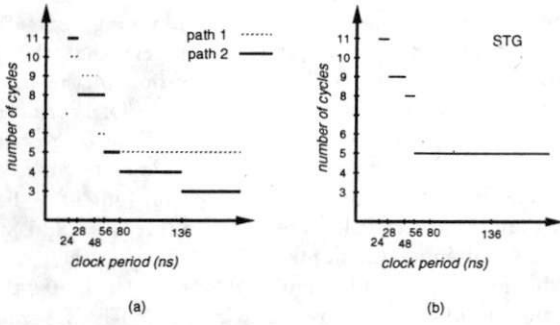 path 1
path 2
number of cycles
11
10
9
8
6
5
4
3
24 28 48 56 80 136
clock period (ns)
(a)
STG
number of cycles
11
10
9
8
6
5
4
3
24 28 48 56 80 136
clock period (ns)
(b)